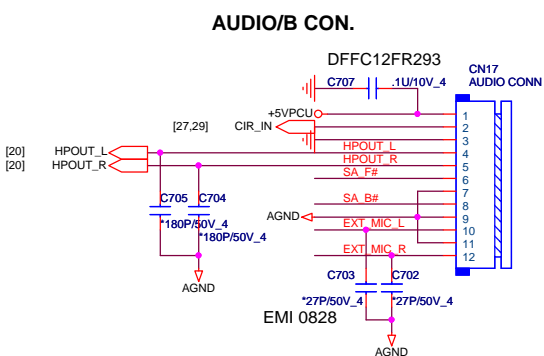 AUDIO/B CON.
DFFC12FR293
CN17
AUDIO CONN
C707
.1U/10V_4
+5VPCU
[27,29]
CIR_IN
[20]
HPOUT_L
HPOUT_L
[20]
HPOUT_R
HPOUT_R
SA_F#
SA_B#
AGND
EXT_MIC_L
EXT_MIC_R
1
2
3
4
5
6
7
8
9
10
11
12
C705
C704
*180P/50V_4
*180P/50V_4
AGND
C703
C702
*27P/50V_4
*27P/50V_4
EMI 0828
AGND